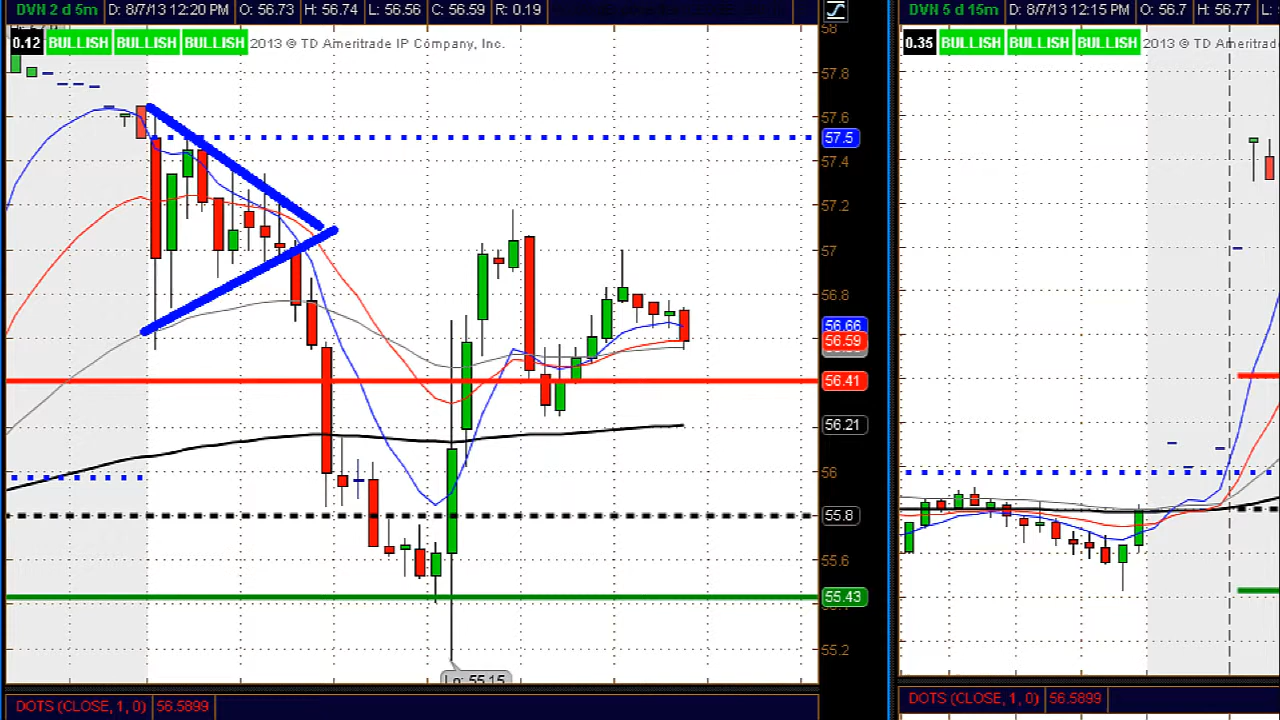 DVN 2 d 5m D: 8/7/13 12:20 PM O: 56.73 H: 56.74 L: 56.56 C: 56.59 R: 0.19
0.12 BULLISH BULLISH BULLISH 2013 © TD Ameritrade IP Company, Inc.
58
57.8
57.6
57.5
57.4
57.2
57
56.8
56.66
56.59
56.41
56.21
56
55.8
55.6
55.43
55.2
Lo: 55.15
DOTS (CLOSE, 1, 0) 56.5899
DVN 5 d 15m D: 8/7/13 12:15 PM O: 56.7 H: 56.77
0.35 BULLISH BULLISH BULLISH 2013 © TD Ameritrad
DOTS (CLOSE, 1, 0) 56.5899